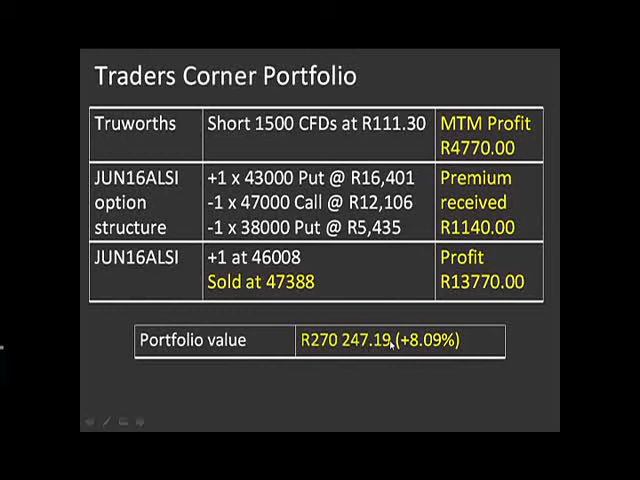 Traders Corner Portfolio
Truworths Short 1500 CFDs at R111.30 MTM Profit
R4770.00
JUN16ALSI +1 x 43000 Put @ R16,401 Premium
option -1 x 47000 Call @ R12,106 received
structure -1 x 38000 Put @ R5,435 R1140.00
JUN16ALSI +1 at 46008 Profit
Sold at 47388 R13770.00
Portfolio value R270 247.19 (+8.09%)